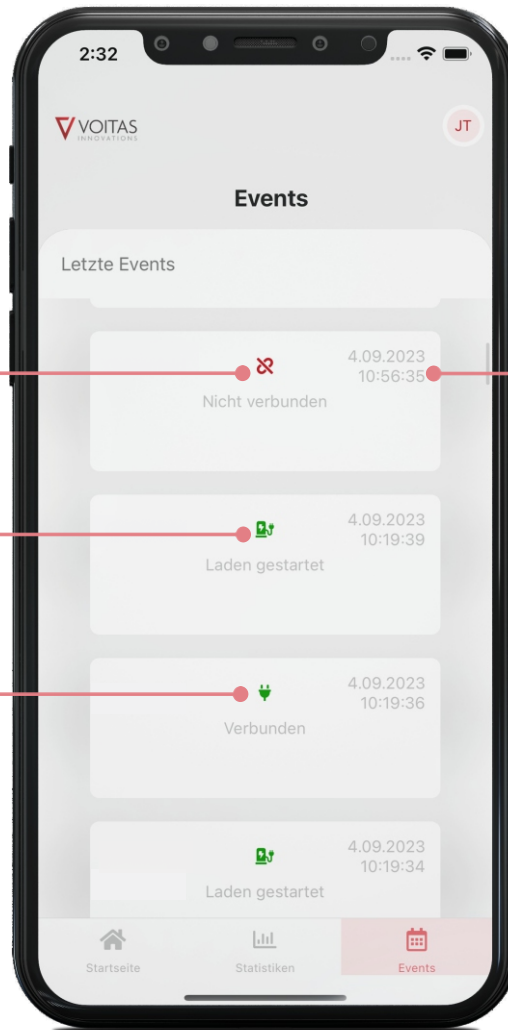 2:32
VOITAS
INNOVATIONS
JT
Events
Letzte Events
4.09.2023
10:56:35
Nicht verbunden
4.09.2023
10:19:39
Laden gestartet
4.09.2023
10:19:36
Verbunden
4.09.2023
10:19:34
Laden gestartet
Startseite
Statistiken
Events